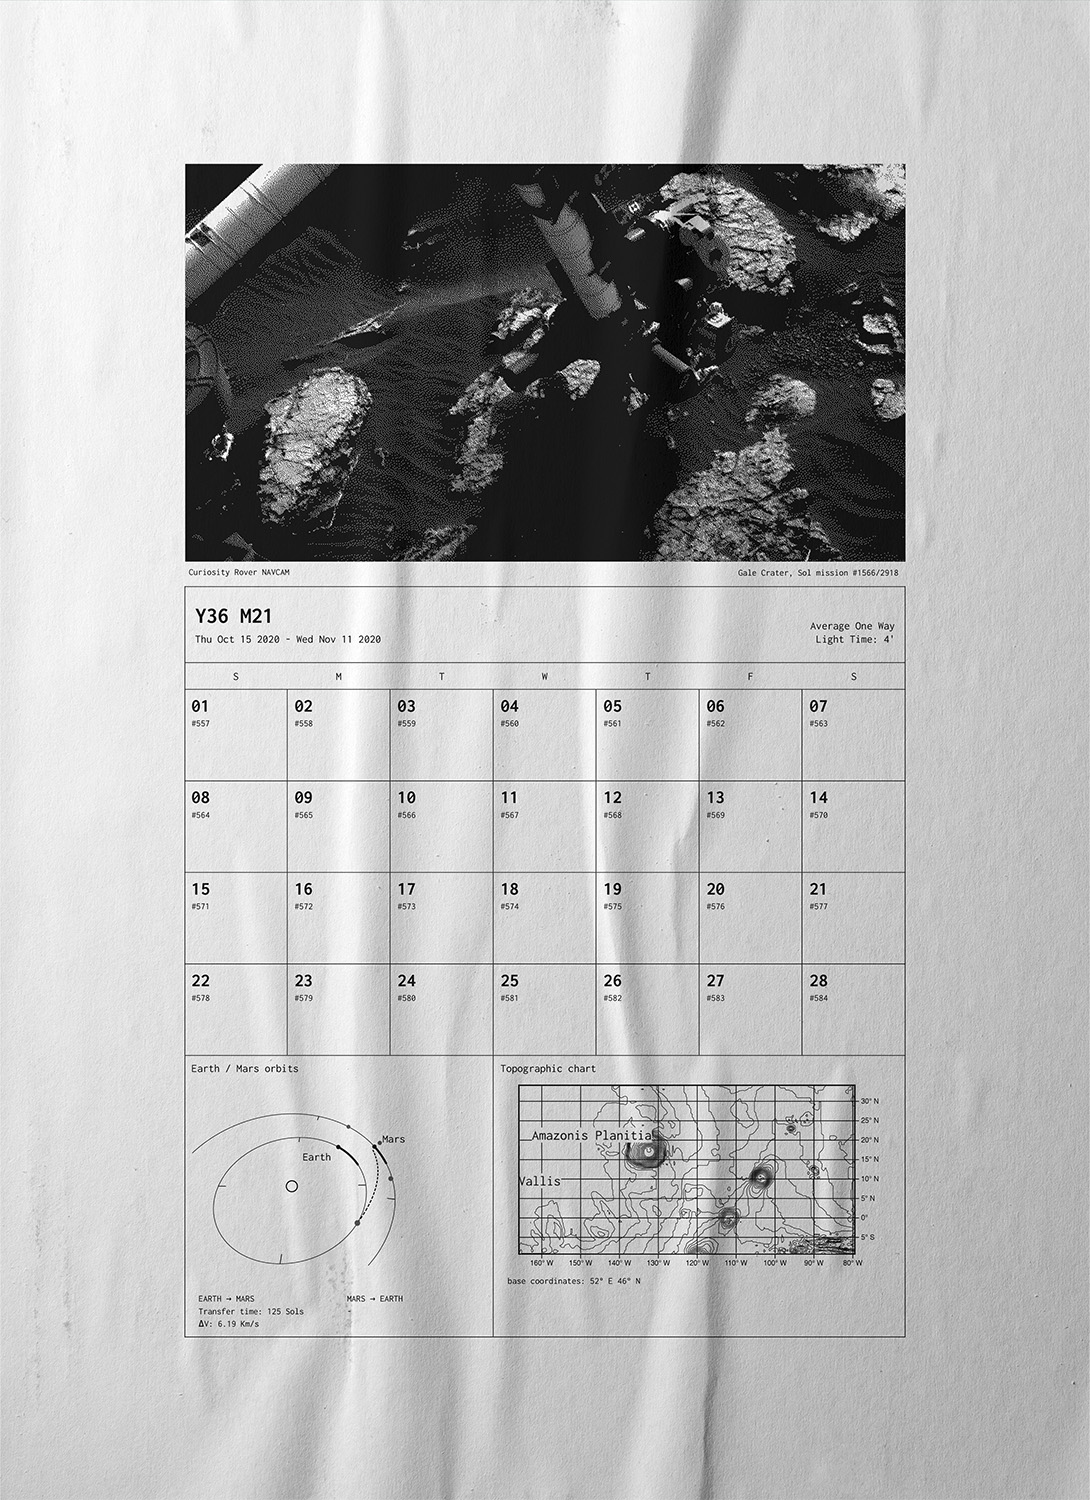 Curiosity Rover NAVCAM
Gale Crater, Sol mission #1566/2918
Y36 M21
Thu Oct 15 2020 - Wed Nov 11 2020
Average One Way
Light Time: 4'
S M T W T F S
01 02 03 04 05 06 07
#557 #558 #559 #560 #561 #562 #563
08 09 10 11 12 13 14
#564 #565 #566 #567 #568 #569 #570
15 16 17 18 19 20 21
#571 #572 #573 #574 #575 #576 #577
22 23 24 25 26 27 28
#578 #579 #580 #581 #582 #583 #584
Earth / Mars orbits
Mars
Earth
EARTH → MARS
Transfer time: 125 Sols
ΔV: 6.19 Km/s
MARS → EARTH
-
Topographic chart
30° N
25° N
20° N
15° N
10° N
5° N
0°
5° S
Amazonis Planitia
Vallis
160° W 150° W 140° W 130° W 120° W 110° W 100° W 90° W 80° W
base coordinates: 52° E 46° N